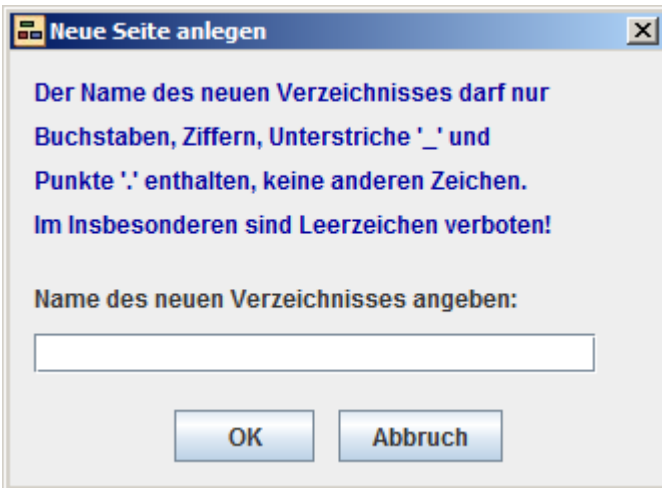 Neue Seite anlegen
Der Name des neuen Verzeichnisses darf nur
Buchstaben, Ziffern, Unterstriche '_' und
Punkte '.' enthalten, keine anderen Zeichen.
Im Insbesonderen sind Leerzeichen verboten!
Name des neuen Verzeichnisses angeben:
OK Abbruch